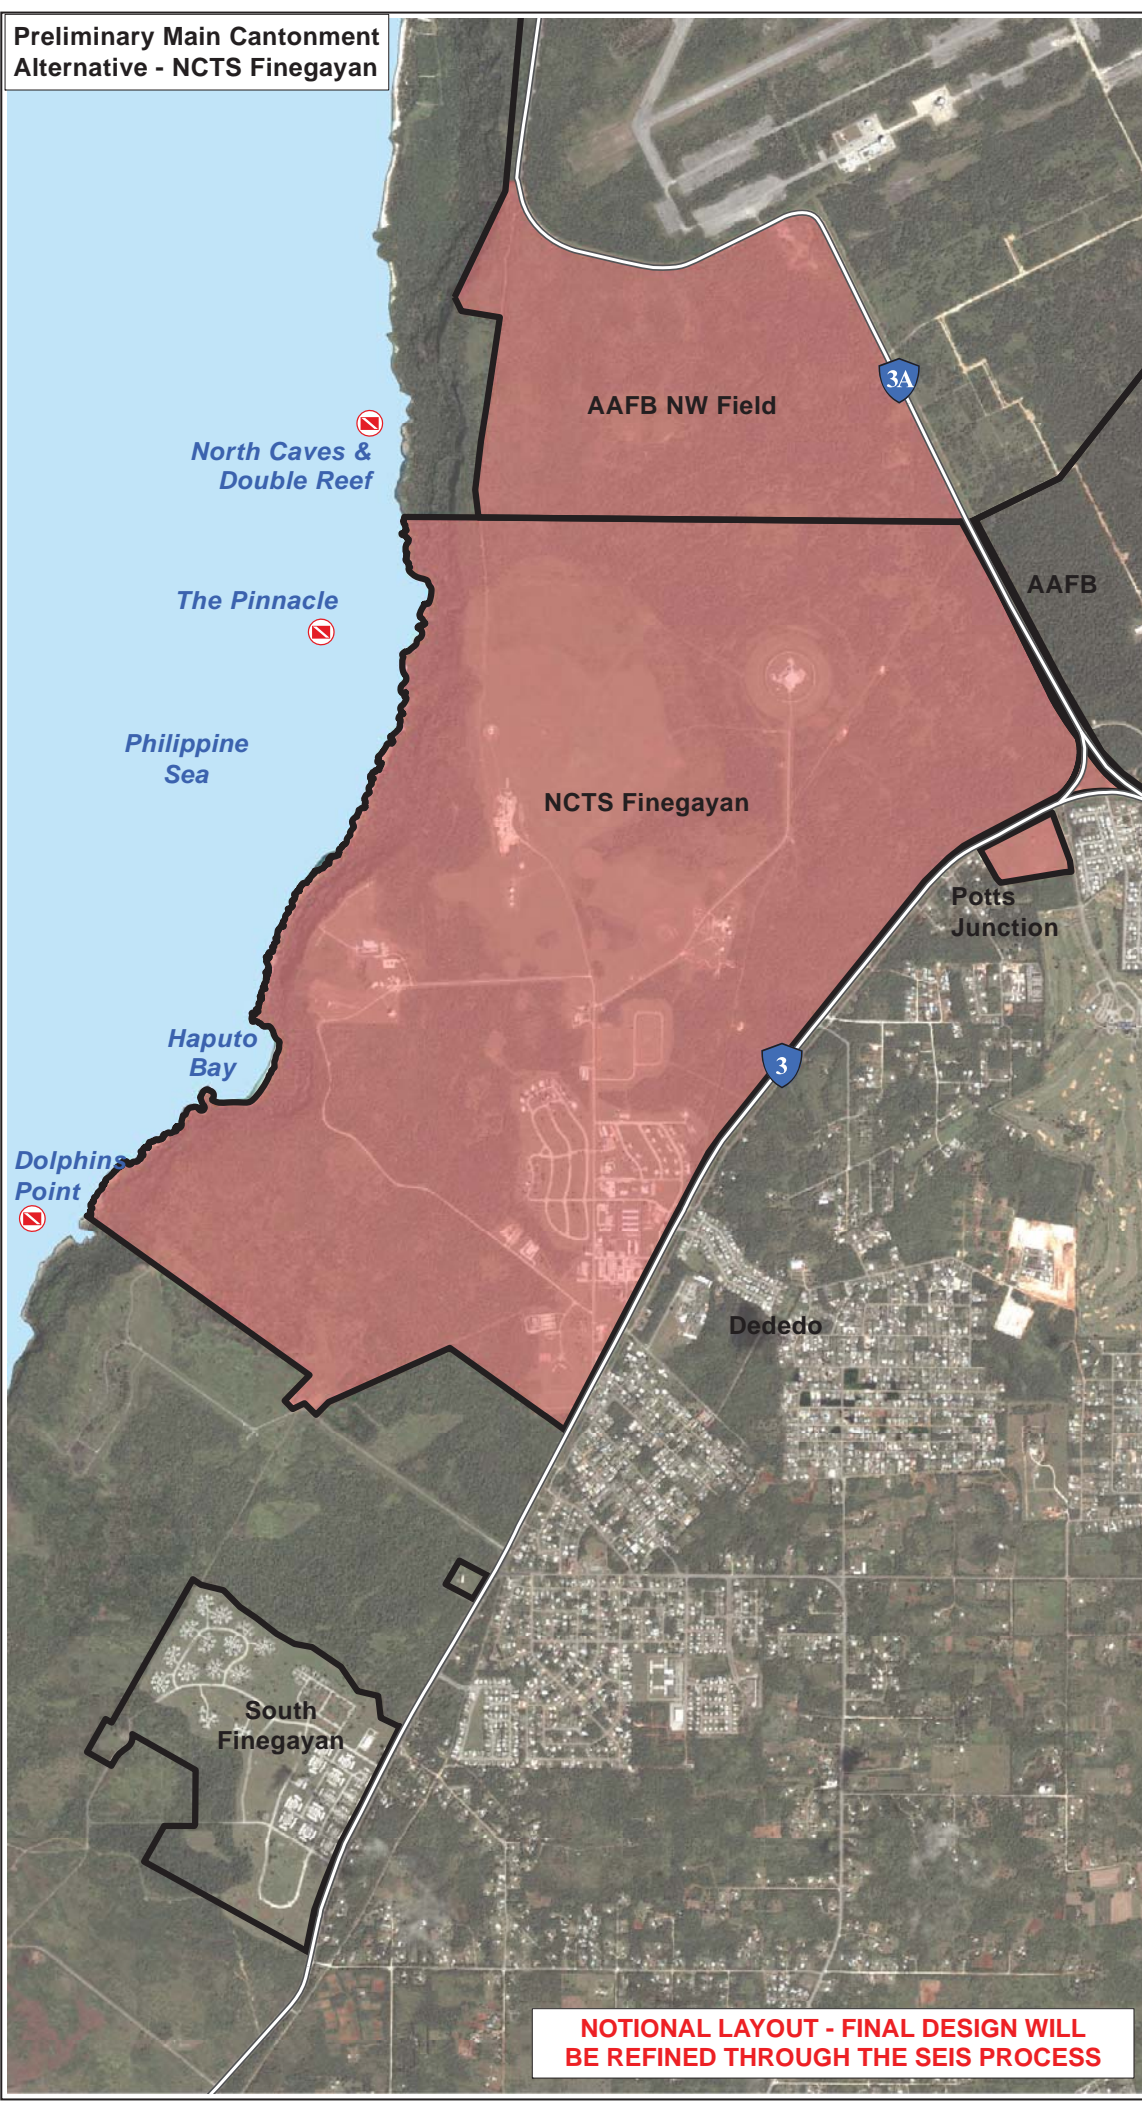 Preliminary Main Cantonment
Alternative - NCTS Finegayan
3A
AAFB NW Field
North Caves &
Double Reef
AAFB
The Pinnacle
Philippine
Sea
NCTS Finegayan
Potts
Junction
Haputo
Bay
3
Dolphins
Point
Dededo
South
Finegayan
NOTIONAL LAYOUT - FINAL DESIGN WILL
BE REFINED THROUGH THE SEIS PROCESS